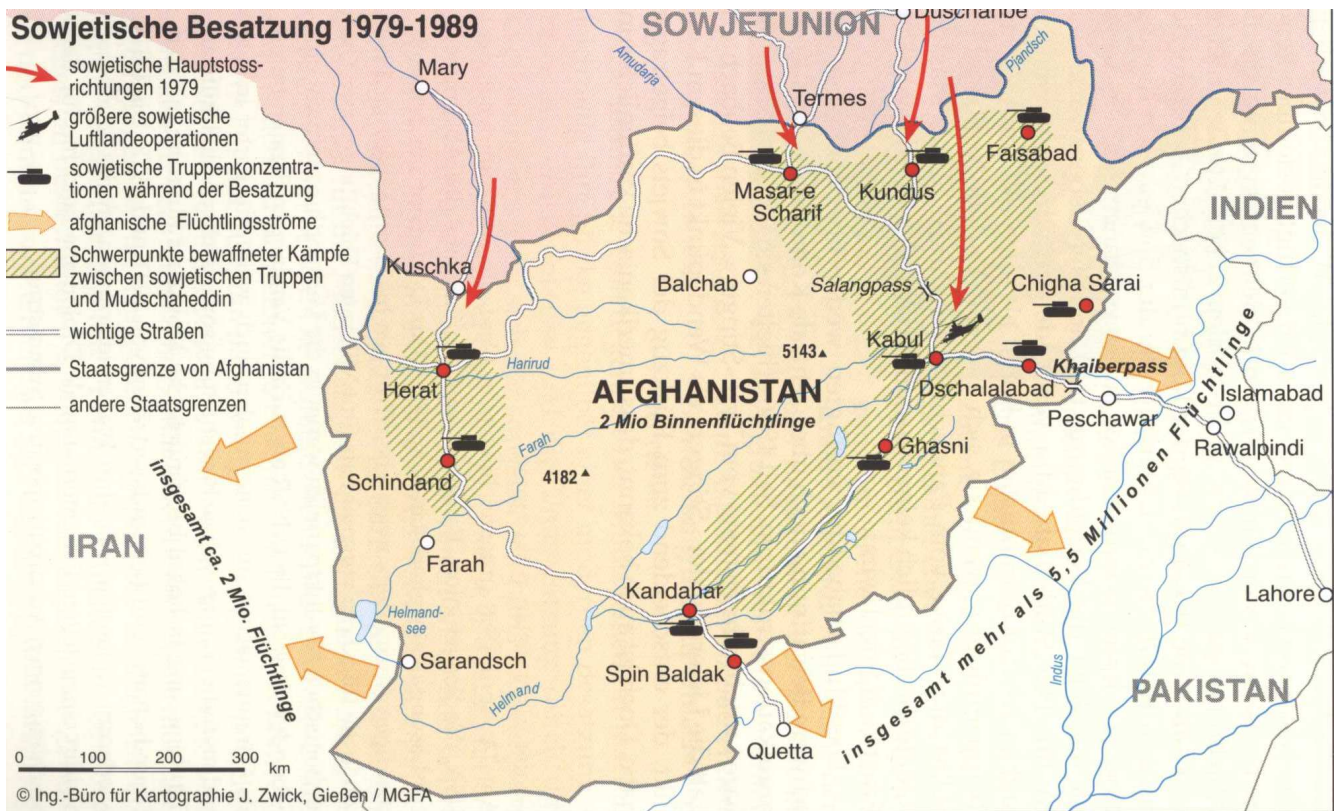 Sowjetische Besatzung 1979-1989
sowjetische Hauptstoss-
richtungen 1979
größere sowjetische
Luftlandeoperationen
sowjetische Truppenkonzentra-
tionen während der Besatzung
afghanische Flüchtlingsströme
Schwerpunkte bewaffneter Kämpfe
zwischen sowjetischen Truppen
und Mudschaheddin
wichtige Straßen
Staatsgrenze von Afghanistan
andere Staatsgrenzen
SOWJETUNION
Duschanbe
Mary
Amudarja
Pjandsch
Termes
Faisabad
Masar-e
Scharif
Kundus
INDIEN
Kuschka
Balchab
Salangpass
Chigha Sarai
Herat
Harirud
5143
Kabul
Dschalalabad
Khaiberpass
Peschawar
Islamabad
Rawalpindi
AFGHANISTAN
2 Mio Binnenflüchtlinge
Ghasni
Schindand
Farah
4182
IRAN
Farah
insgesamt ca. 2 Mio. Flüchtlinge
insgesamt mehr als 5,5 Millionen Flüchtlinge
Kandahar
Lahore
Helmand-
see
Sarandsch
Helmand
Spin Baldak
Indus
PAKISTAN
Quetta
0 100 200 300 km
© Ing.-Büro für Kartographie J. Zwick, Gießen / MGFA